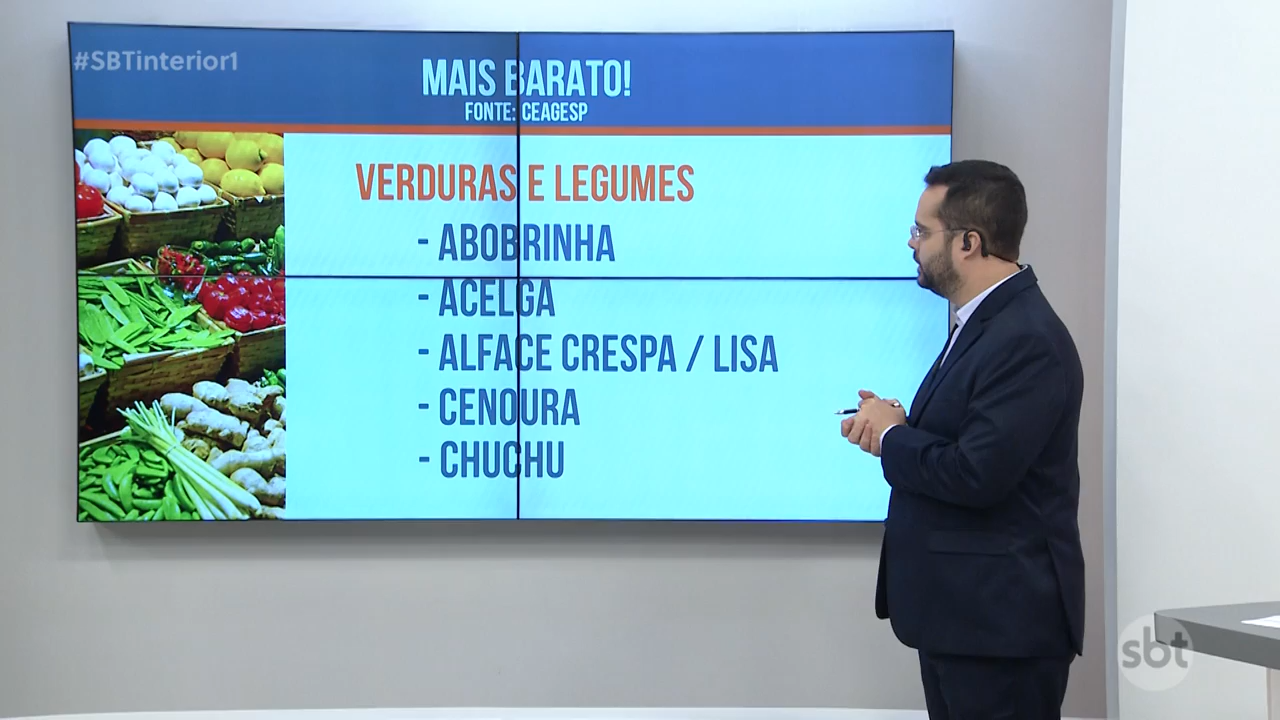 #SBTinterior1
MAIS BARATO!
FONTE: CEAGESP
VERDURAS E LEGUMES
- ABOBRINHA
- ACELGA
- ALFACE CRESPA / LISA
- CENOURA
- CHUCHU
sbt